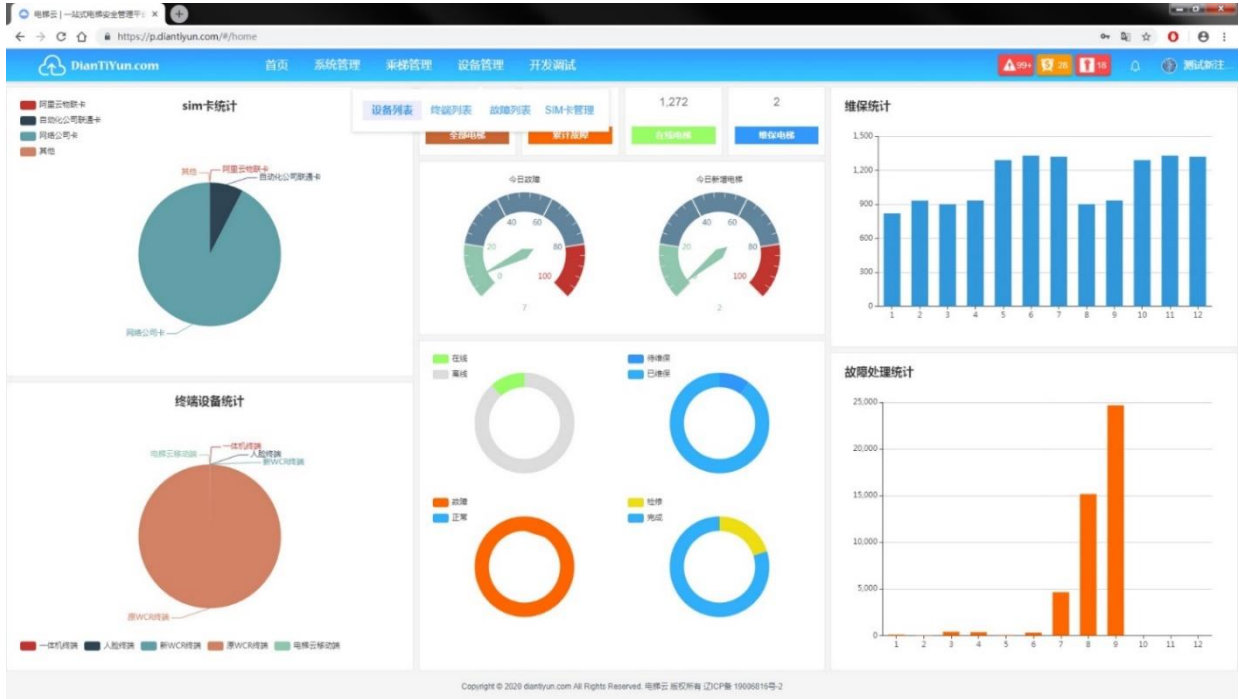 电梯云 | 一站式电梯安全管理平台
https://p.diantiyun.com/#/home
DianTiYun.com
首页 系统管理 乘梯管理 设备管理 开发调试
99+ 28 18
设备列表 终端列表 故障列表 SIM卡管理
1,272 2
全部电梯 累计故障 在线电梯 维保电梯
sim卡统计
阿里云物联卡
自动化公司联通卡
网络公司卡
其他
其他
阿里云物联卡
自动化公司联通卡
网络公司卡
终端设备统计
一体机终端
电梯云移动端
人脸终端
新WCR终端
原WCR终端
一体机终端 人脸终端 新WCR终端 原WCR终端 电梯云移动端
今日故障
0 20 40 60 80 100
7
今日新增电梯
0 20 40 60 80 100
2
在线
离线
待维保
已维保
故障
正常
检修
完成
维保统计
1,500
1,200
900
600
300
0
1 2 3 4 5 6 7 8 9 10 11 12
故障处理统计
25,000
20,000
15,000
10,000
5,000
0
1 2 3 4 5 6 7 8 9 10 11 12
Copyright © 2020 diantiyun.com All Rights Reserved. 电梯云 版权所有 辽ICP备 19006816号-2